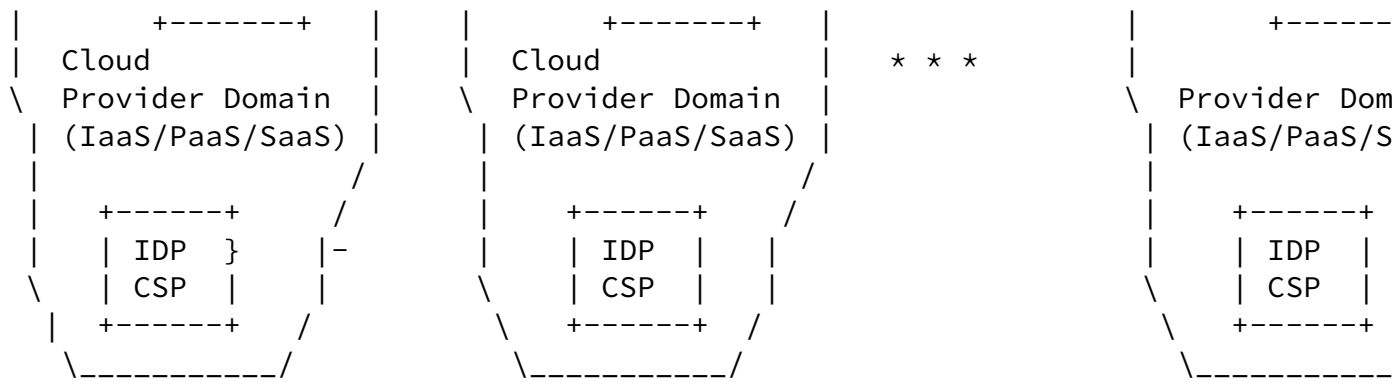 Cloud Cloud * * *
Provider Domain Provider Domain Provider Dom
(IaaS/PaaS/SaaS) (IaaS/PaaS/SaaS) (IaaS/PaaS/S
IDP } IDP IDP
CSP CSP CSP